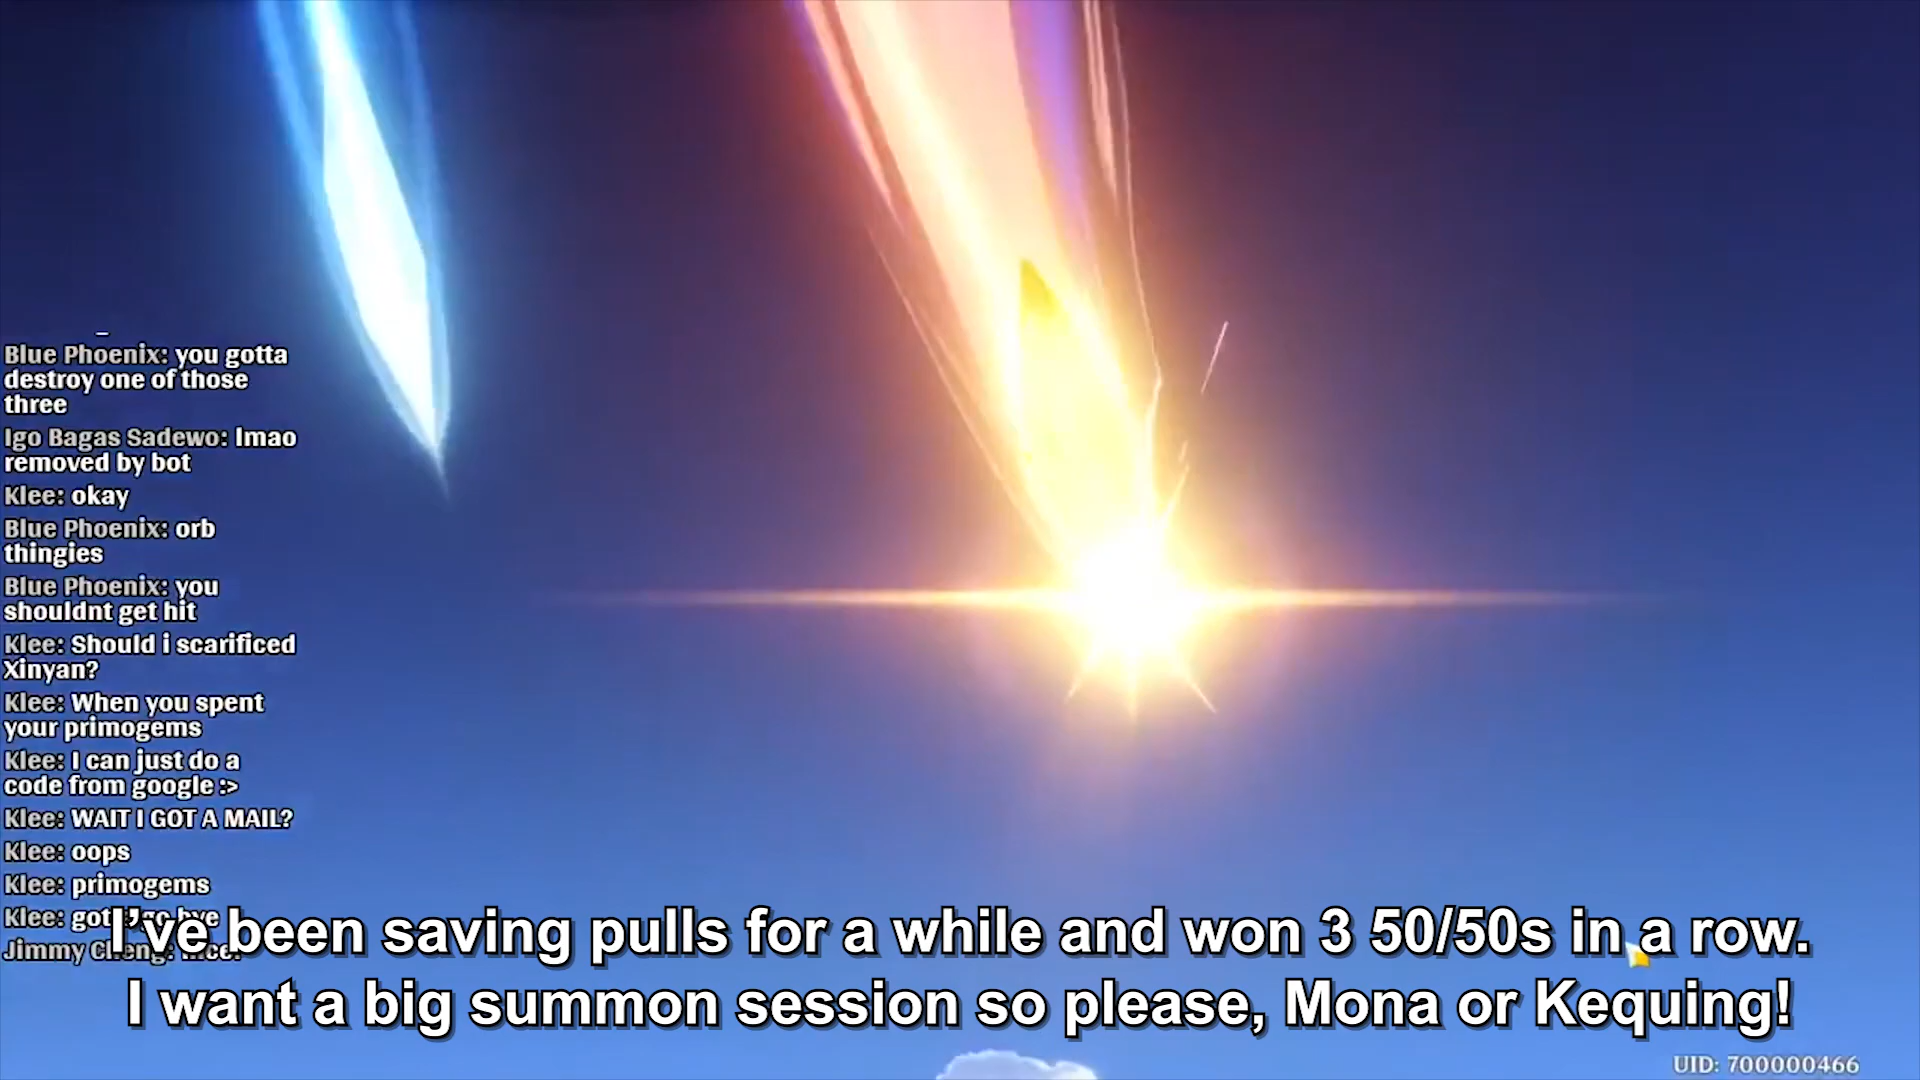 Blue Phoenix: you gotta
destroy one of those
three
Igo Bagas Sadewo: lmao
removed by bot
Klee: okay
Blue Phoenix: orb
thingies
Blue Phoenix: you
shouldnt get hit
Klee: Should i scarificed
Xinyan?
Klee: When you spent
your primogems
Klee: I can just do a
code from google :>
Klee: WAIT I GOT A MAIL?
Klee: oops
Klee: primogems
Klee: bye
Jimmy
I've been saving pulls for a while and won 3 50/50s in a row.
I want a big summon session so please, Mona or Kequing!
UID: 700000466